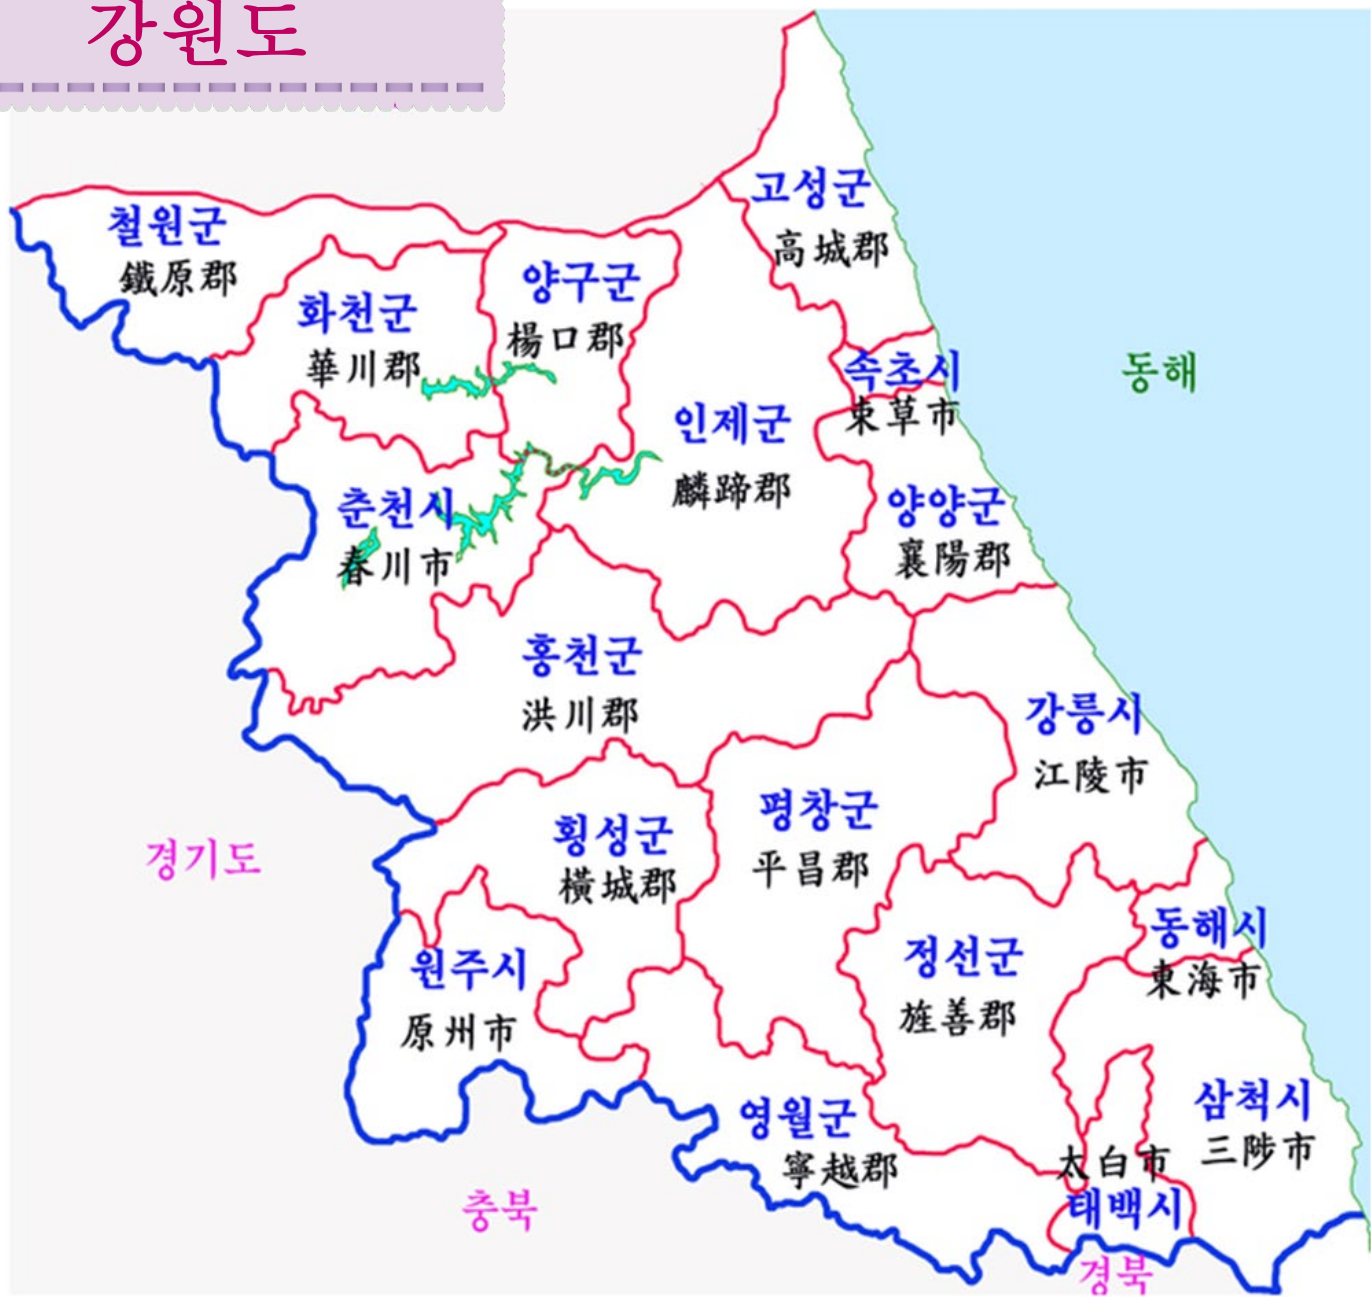 강원도
고성군
高城郡
철원군
鐵原郡
양구군
楊口郡
화천군
華川郡
동해
속초시
束草市
인제군
麟蹄郡
양양군
襄陽郡
춘천시
春川市
홍천군
洪川郡
강릉시
江陵市
평창군
平昌郡
횡성군
橫城郡
경기도
동해시
東海市
정선군
旌善郡
원주시
原州市
삼척시
三陟市
영월군
寧越郡
太白市
태백시
충북
경북